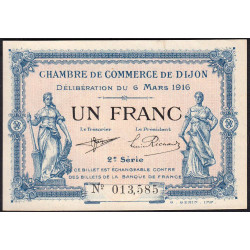 CHAMBRE DE COMMERCE DE DIJON
DÉLIBÉRATION DU 6 MARS 1916
UN FRANC
Le Trésorier Le Président
2e Série
CE BILLET EST ÉCHANGEABLE CONTRE
DES BILLETS DE LA BANQUE DE FRANCE
No 013,585